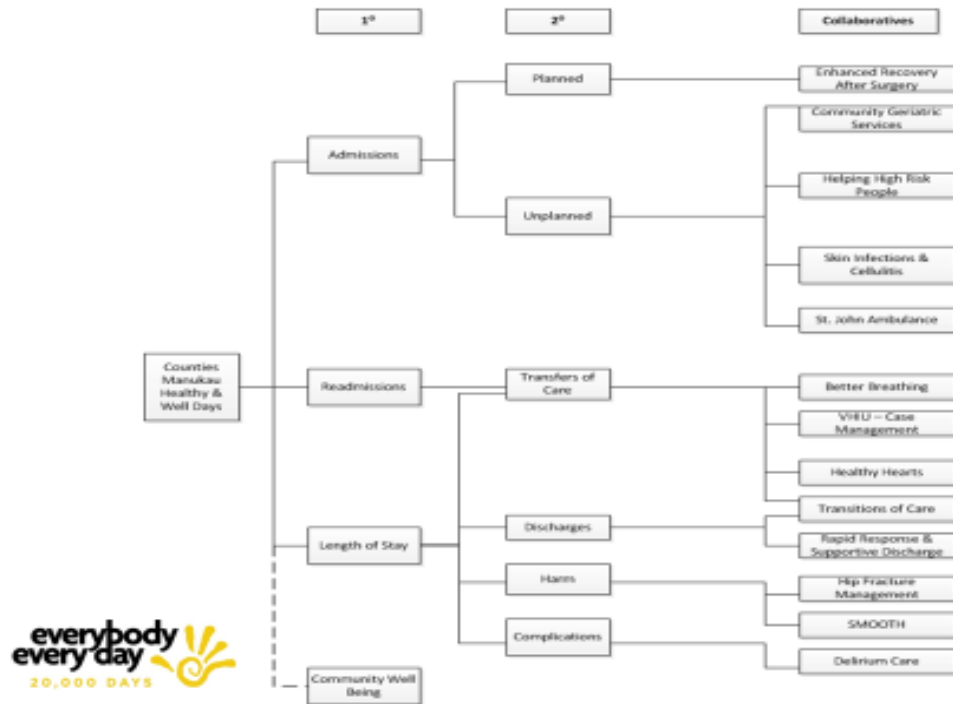 1º
2º
Collaboratives
Planned
Enhanced Recovery
After Surgery
Community Geriatric
Services
Admissions
Helping High Risk
People
Unplanned
Skin Infections &
Cellulitis
St. John Ambulance
Counties
Manukau
Healthy &
Well Days
Readmissions
Transfers of
Care
Better Breathing
VHIU – Case
Management
Healthy Hearts
Transitions of Care
Length of Stay
Discharges
Rapid Response &
Supportive Discharge
Harm
Hip Fracture
Management
SMOOTH
Complications
Delirium Care
Community Well
Being
everybody
every day
20,000 DAYS